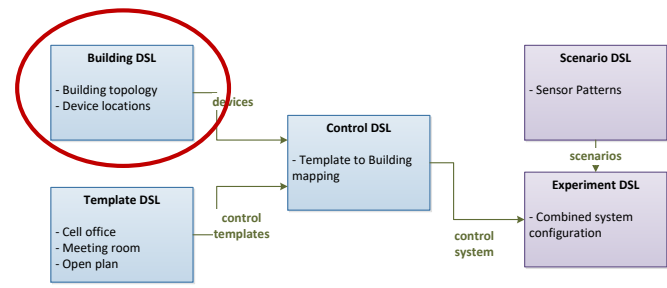 Building DSL
- Building topology
- Device locations
devices
Template DSL
- Cell office
- Meeting room
- Open plan
control
templates
Control DSL
- Template to Building
mapping
control
system
Scenario DSL
- Sensor Patterns
scenarios
Experiment DSL
- Combined system
configuration